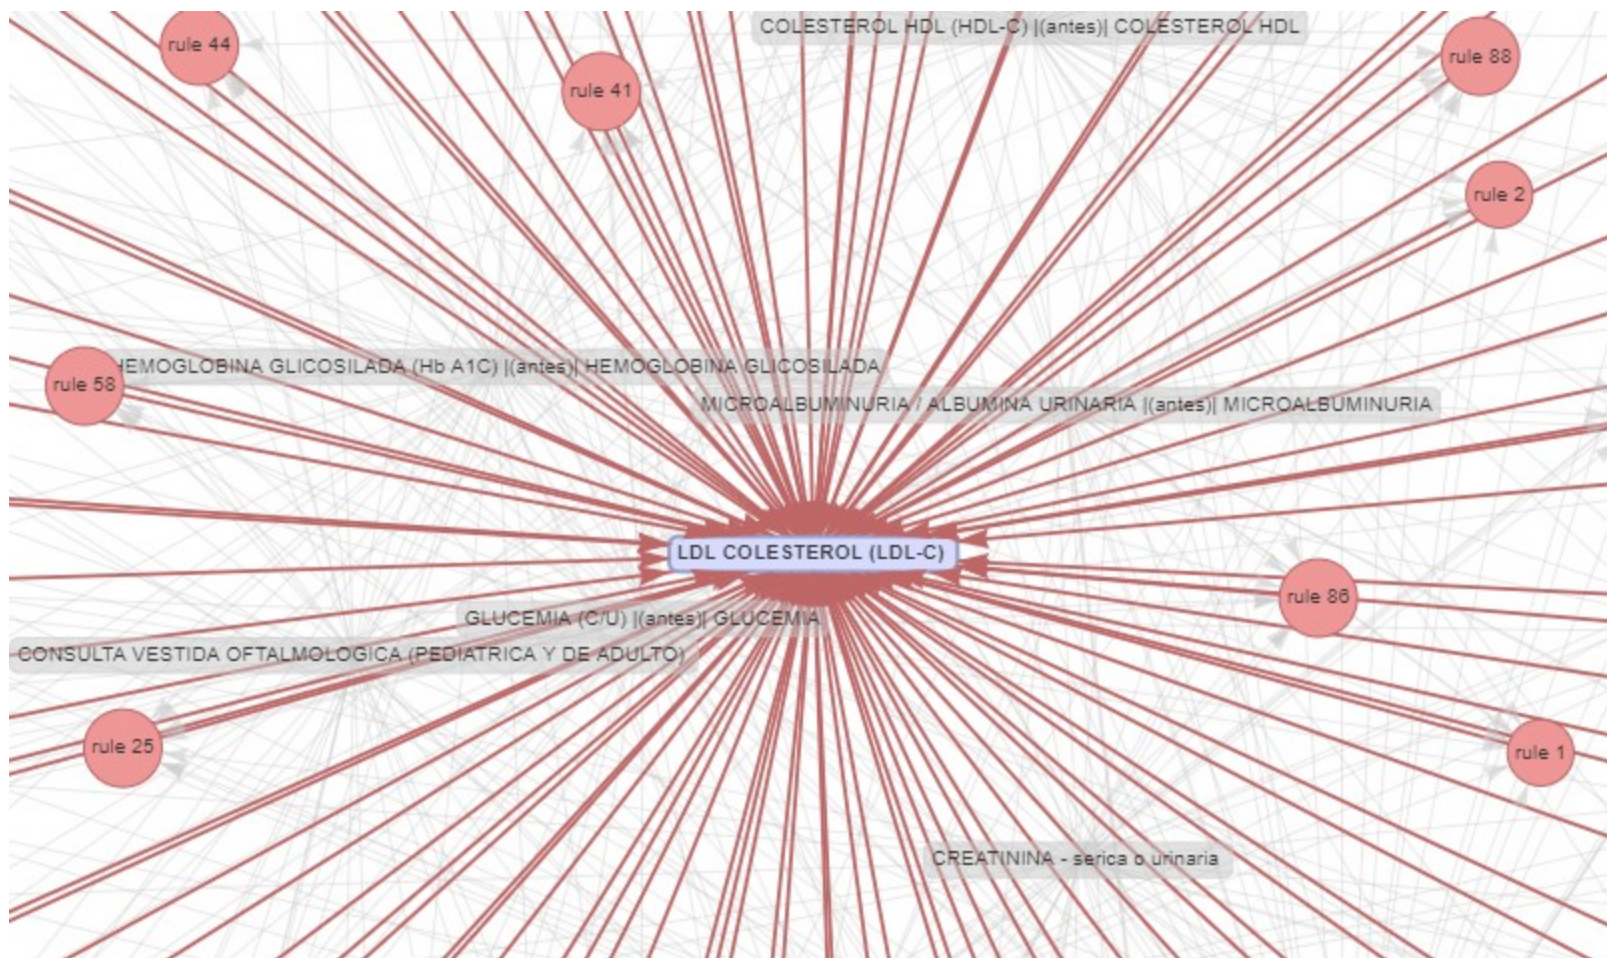 COLESTEROL HDL (HDL-C) |(antes)| COLESTEROL HDL
rule 44
rule 88
rule 41
rule 2
HEMOGLOBINA GLICOSILADA (Hb A1C) |(antes)| HEMOGLOBINA GLICOSILADA
rule 58
MICROALBUMINURIA / ALBUMINA URINARIA |(antes)| MICROALBUMINURIA
LDL COLESTEROL (LDL-C)
rule 86
GLUCEMIA (C/U) |(antes)| GLUCEMIA
CONSULTA VESTIDA OFTALMOLOGICA (PEDIATRICA Y DE ADULTO)
rule 25
rule 1
CREATININA - serica o urinaria